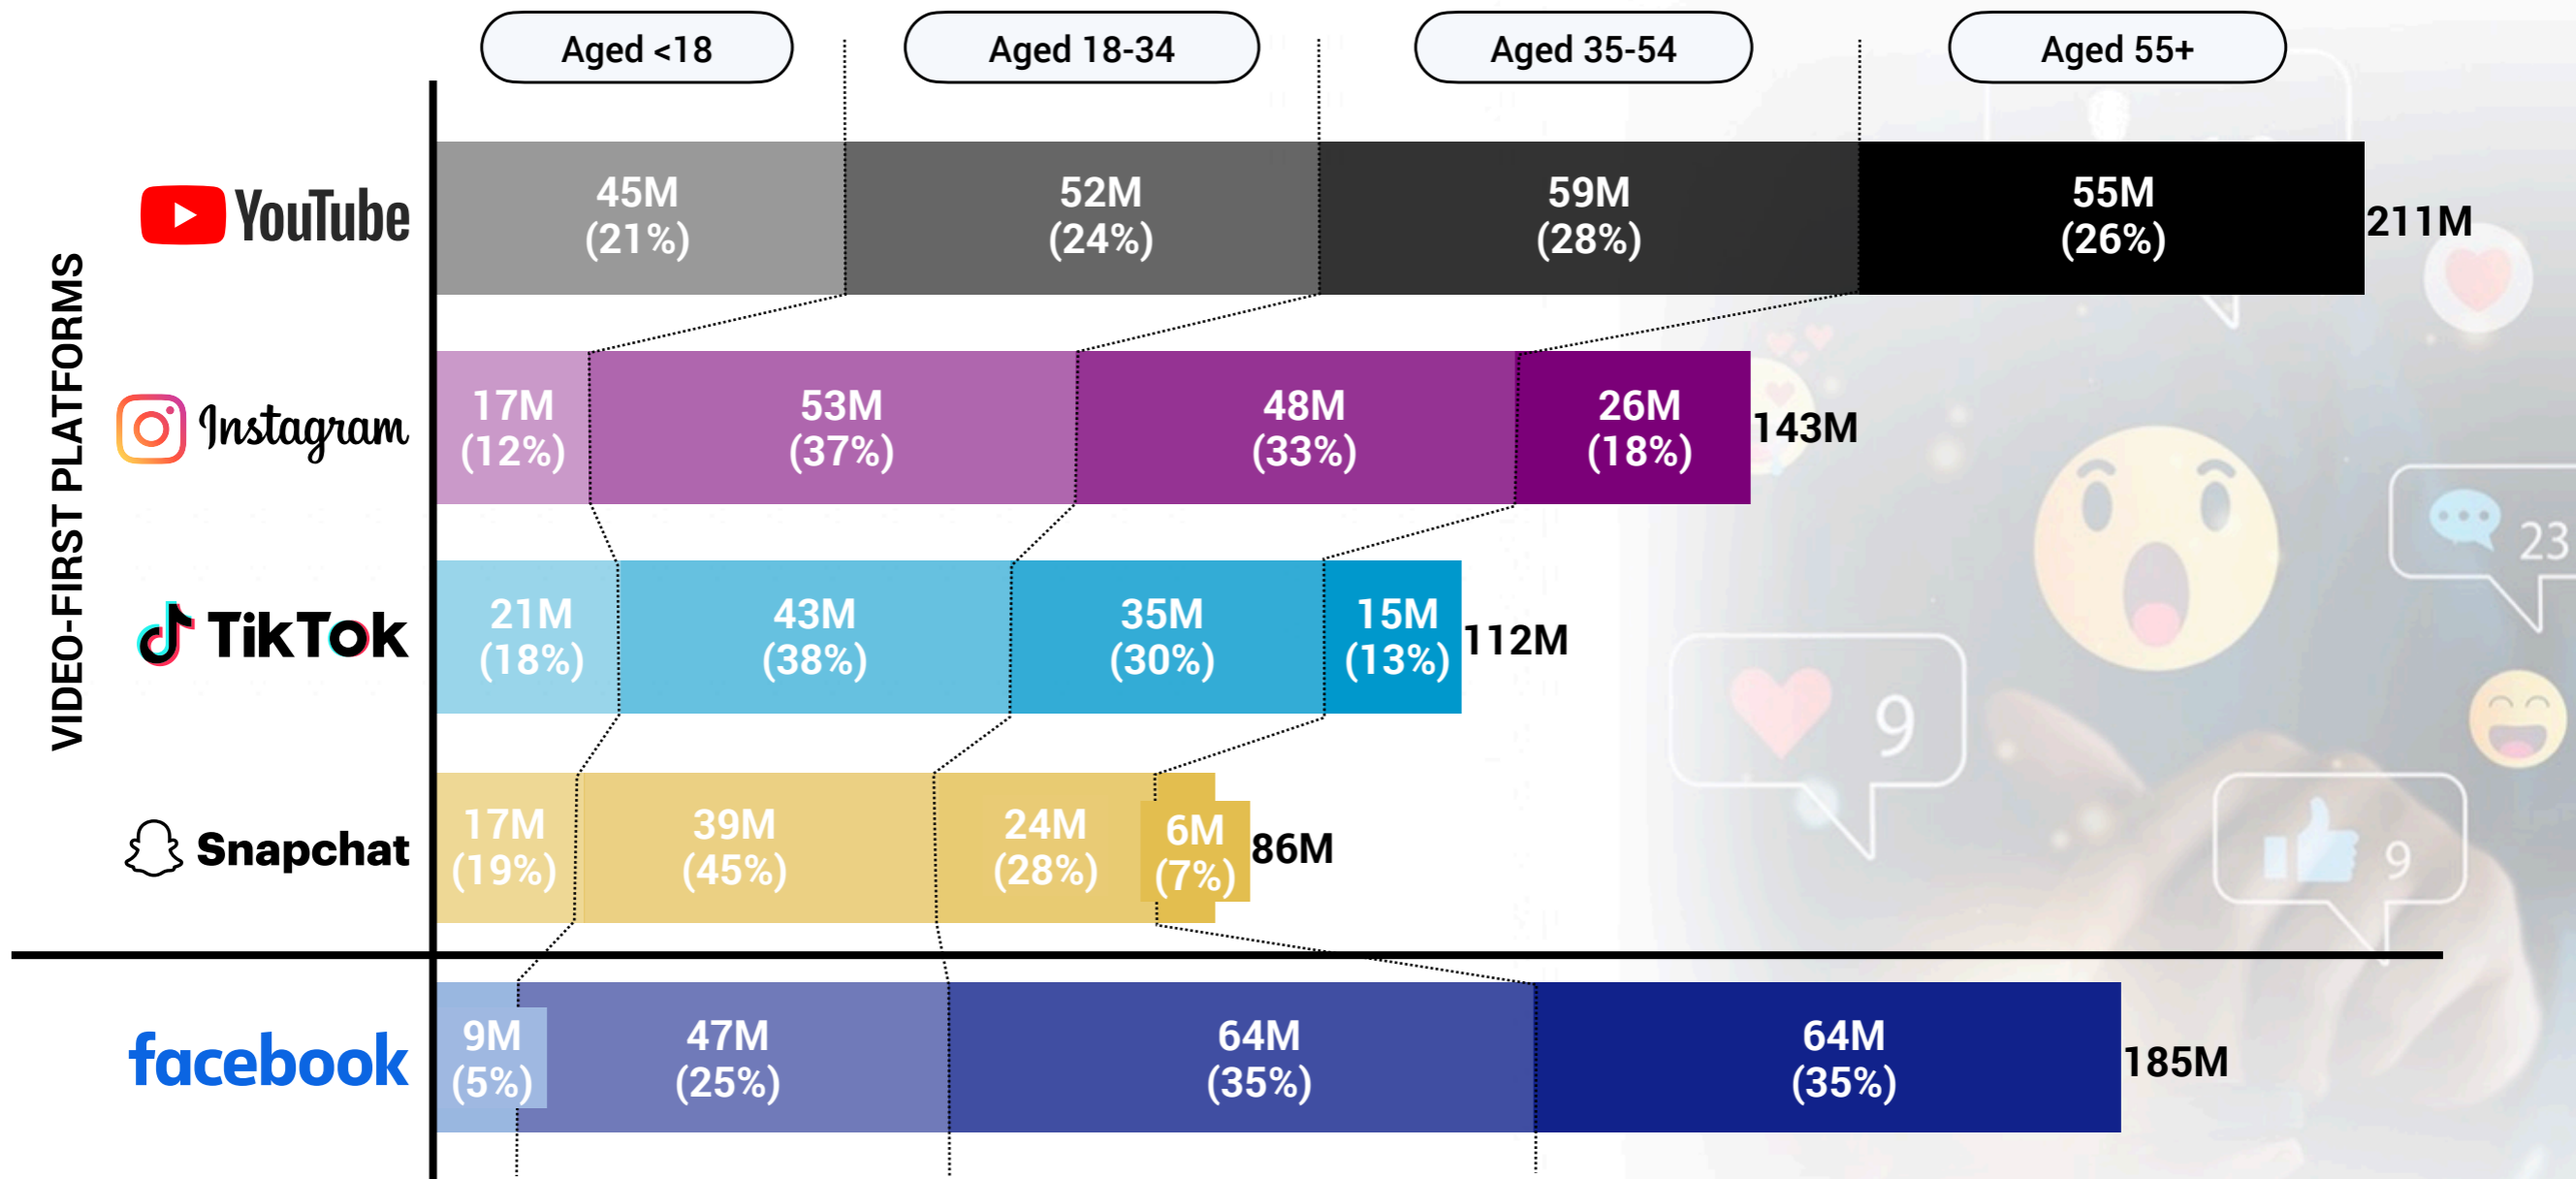 Aged <18
Aged 18-34
Aged 35-54
Aged 55+
VIDEO-FIRST PLATFORMS
YouTube
45M
(21%)
52M
(24%)
59M
(28%)
55M
(26%)
211M
Instagram
17M
(12%)
53M
(37%)
48M
(33%)
26M
(18%)
143M
TikTok
21M
(18%)
43M
(38%)
35M
(30%)
15M
(13%)
112M
Snapchat
17M
(19%)
39M
(45%)
24M
(28%)
6M
(7%)
86M
facebook
9M
(5%)
47M
(25%)
64M
(35%)
64M
(35%)
185M
23
9
9